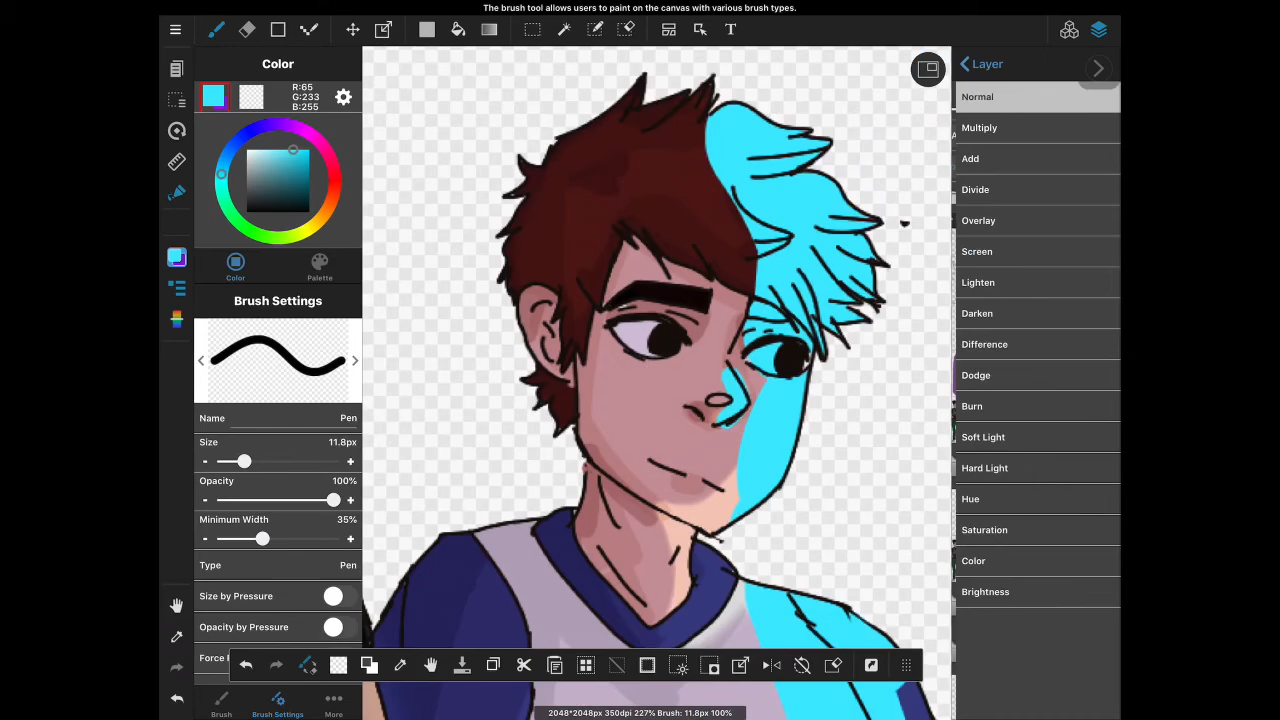 The brush tool allows users to paint on the canvas with various brush types.
T
Color
R:65
G:233
B:255
Color
Palette
Brush Settings
Name Pen
Size 11.8px
- +
Opacity 100%
- +
Minimum Width 35%
- +
Type Pen
Size by Pressure
Opacity by Pressure
Brush
Brush Settings
More
2048*2048px 350dpi 227% Brush: 11.8px 100%
Layer
Normal
Multiply
Add
Divide
Overlay
Screen
Lighten
Darken
Difference
Dodge
Burn
Soft Light
Hard Light
Hue
Saturation
Color
Brightness